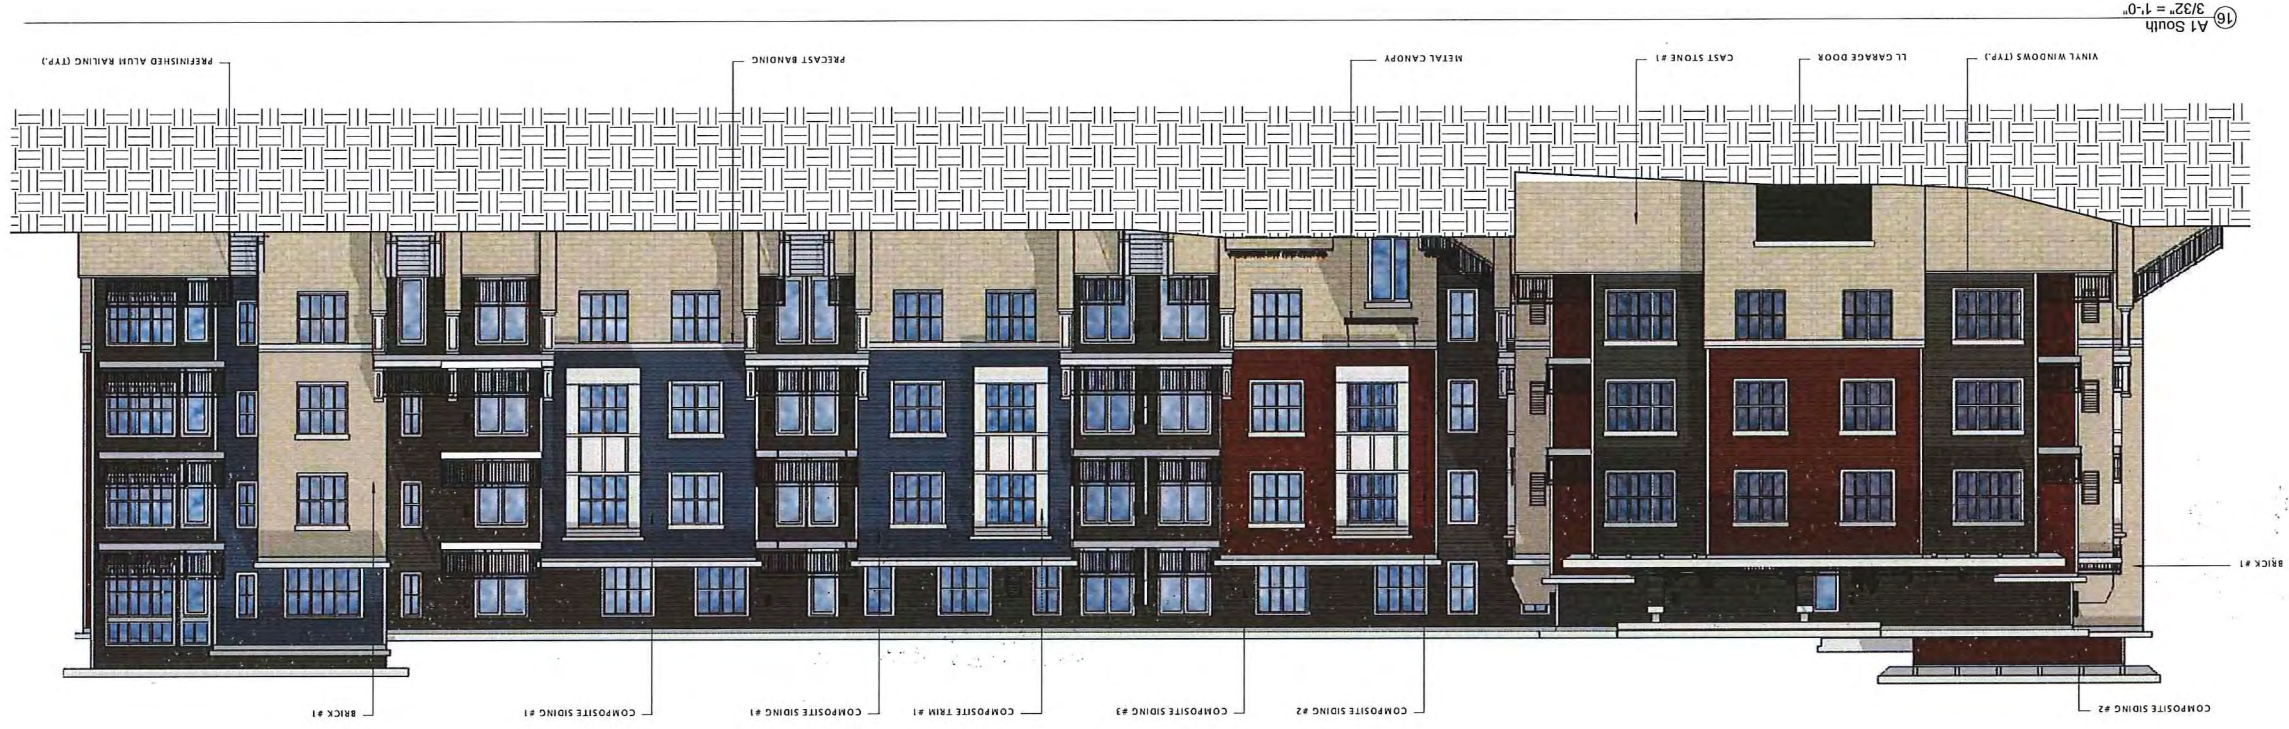 COMPOSITE SIDING #2
COMPOSITE SIDING #2
COMPOSITE SIDING #3
COMPOSITE TRIM #1
COMPOSITE SIDING #1
COMPOSITE SIDING #1
BRICK #1
BRICK #1
VINYL WINDOWS (TYP.)
LL GARAGE DOOR
CAST STONE #1
METAL CANOPY
PRECAST BANDING
PREFINISHED ALUM RAILING (TYP.)
16
A1 South
3/32" = 1'-0"